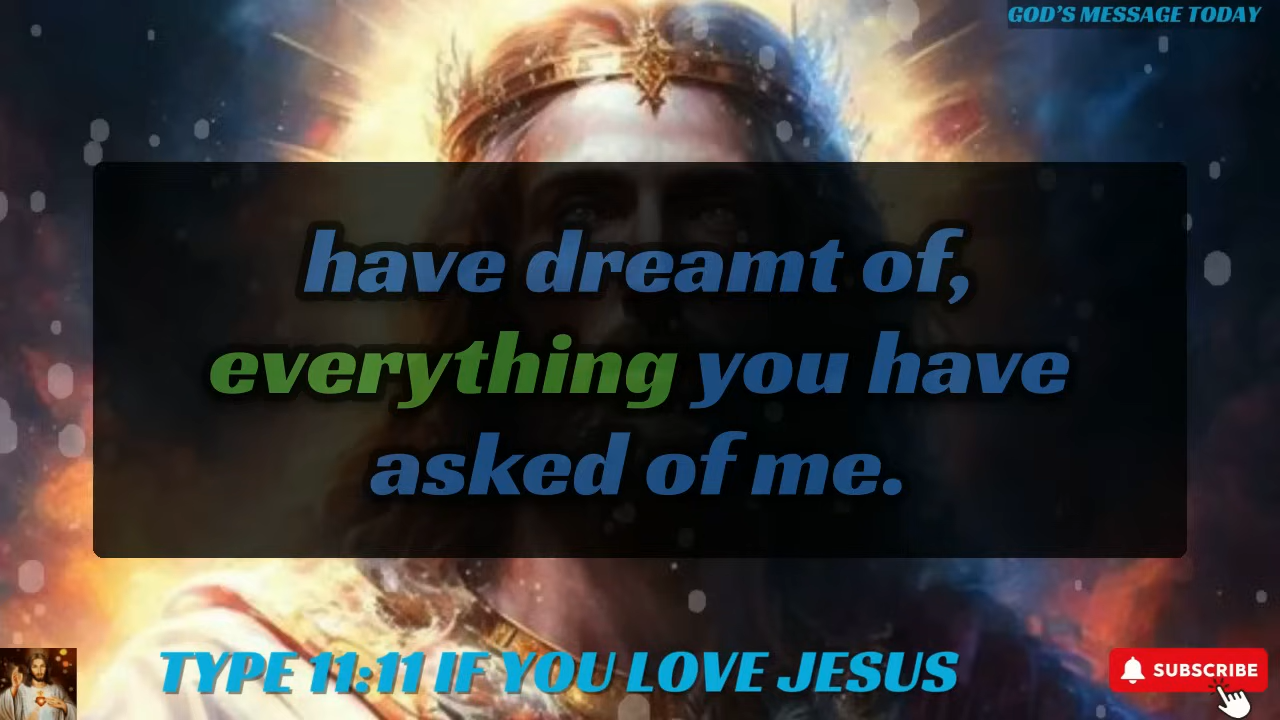 GOD'S MESSAGE TODAY
have dreamt of,
everything you have
asked of me.
TYPE 11:11 IF YOU LOVE JESUS
SUBSCRIBE